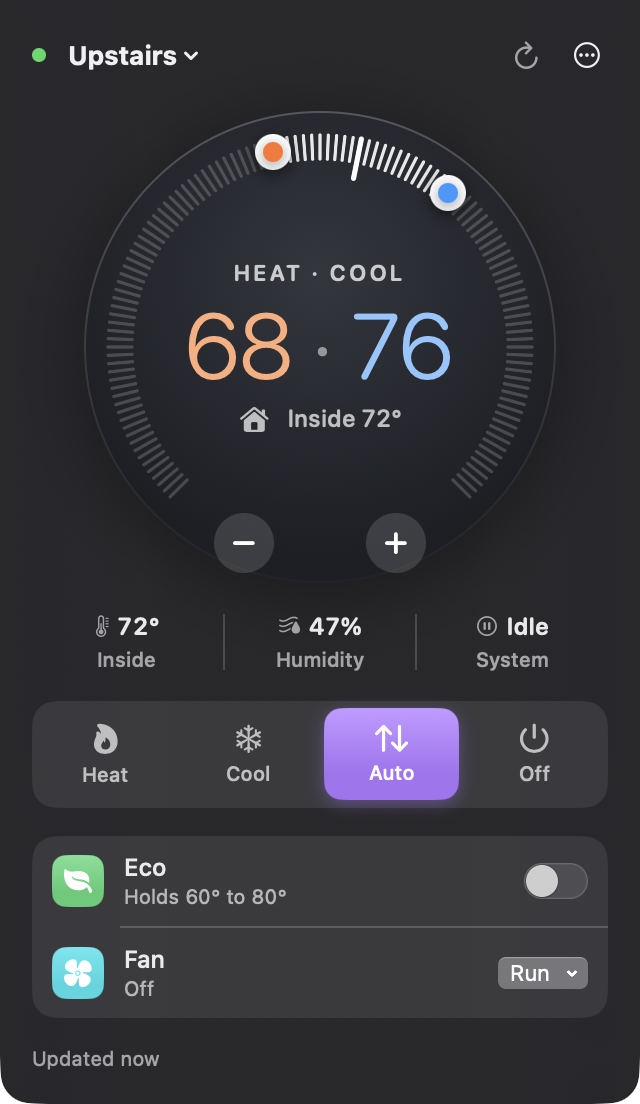 Upstairs
HEAT · COOL
68 · 76
Inside 72°
72°
Inside
47%
Humidity
Idle
System
Heat
Cool
Auto
Off
Eco
Holds 60° to 80°
Fan
Off
Run
Updated now